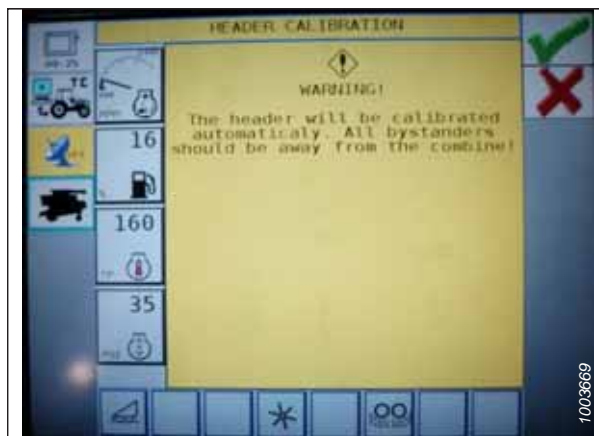 HEADER CALIBRATION
WARNING!
The header will be calibrated
automaticaly. All bystanders
should be away from the combine!
TC
16
160
35
1003669